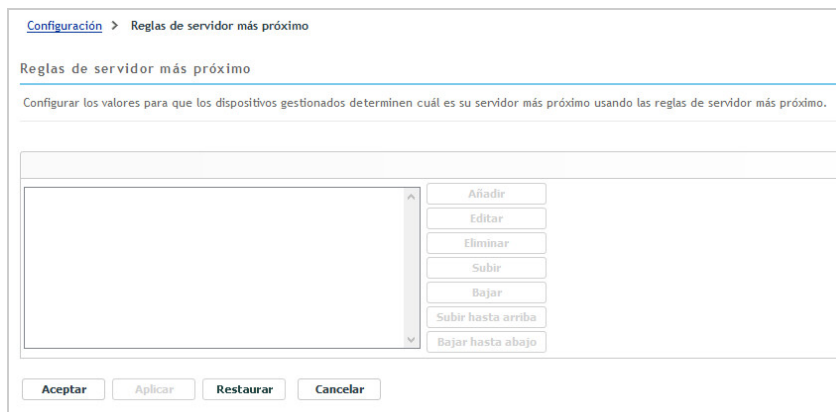 Configuración > Reglas de servidor más próximo
Reglas de servidor más próximo
Configurar los valores para que los dispositivos gestionados determinen cuál es su servidor más próximo usando las reglas de servidor más próximo.
Añadir
Editar
Eliminar
Subir
Bajar
Subir hasta arriba
Bajar hasta abajo
Aceptar Aplicar Restaurar Cancelar